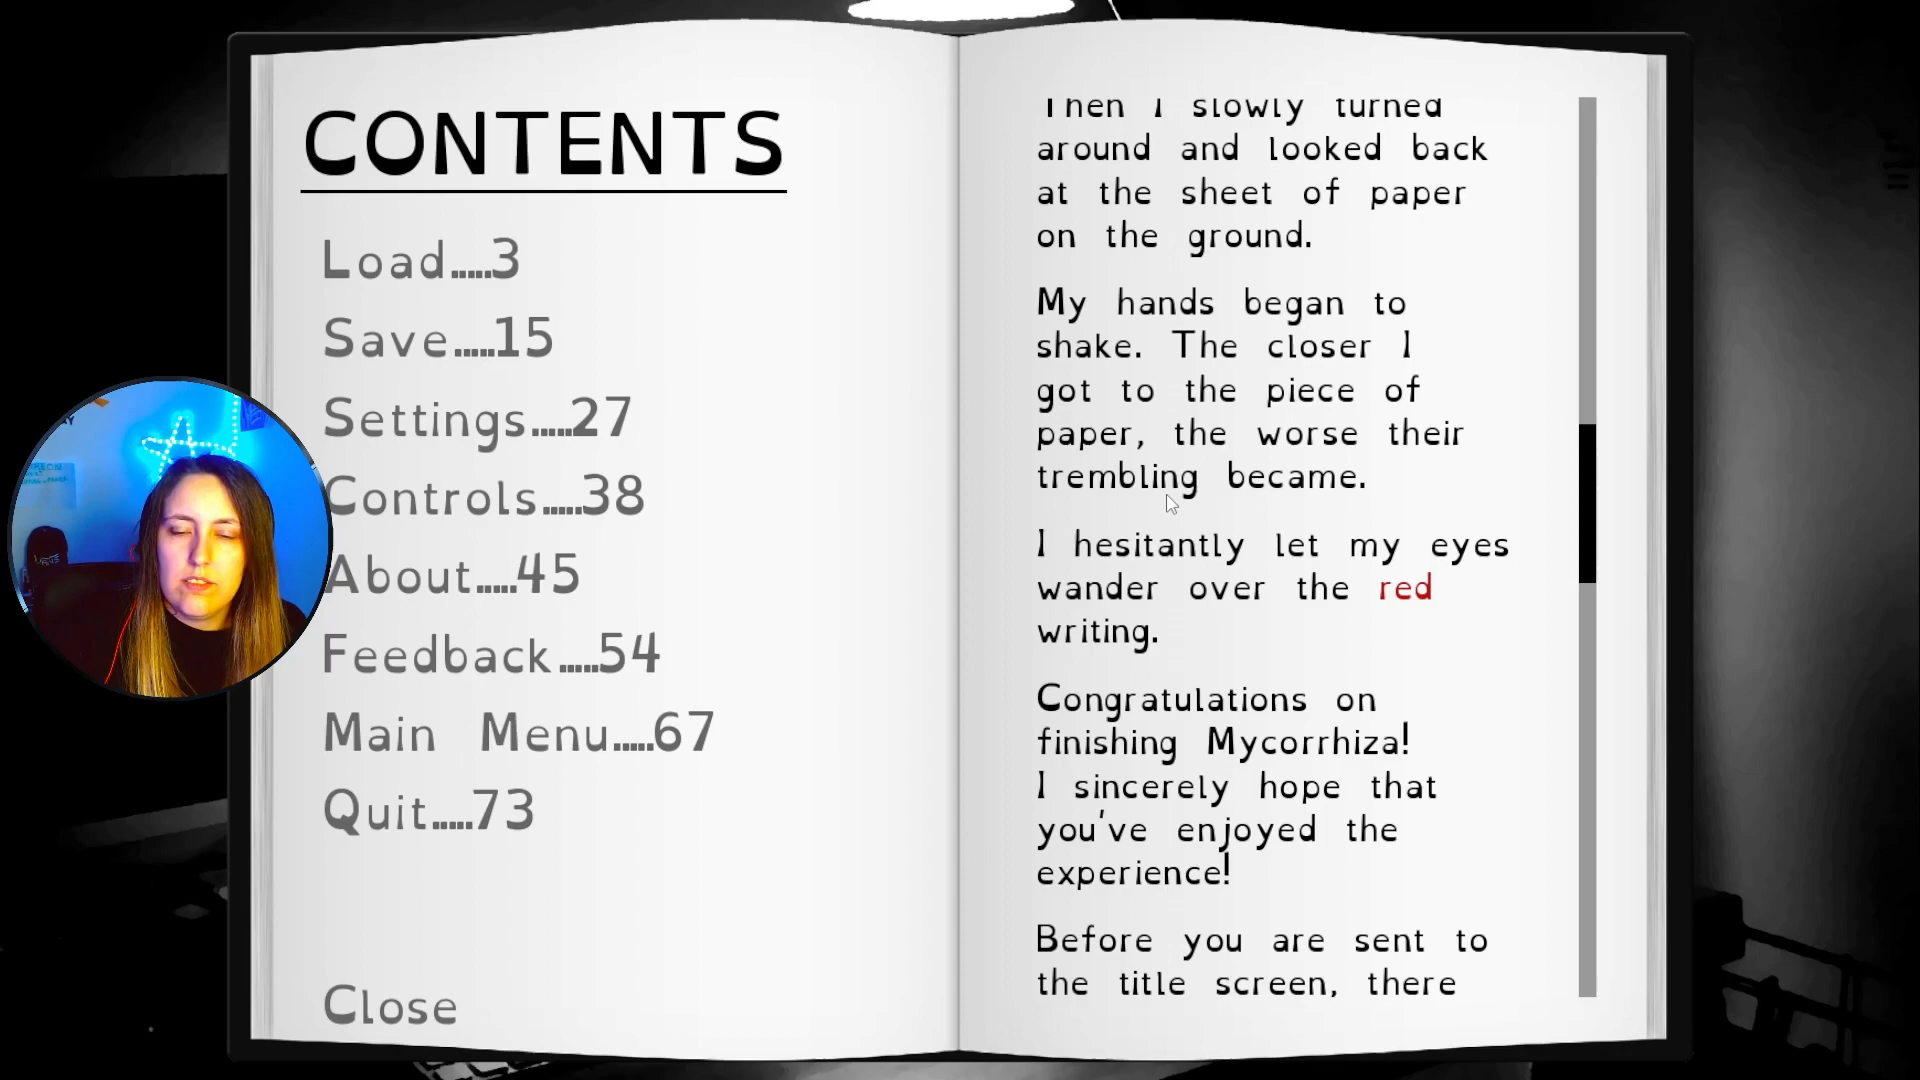 CONTENTS
Load.....3
Save.....15
Settings.....27
Controls.....38
About.....45
Feedback.....54
Main Menu.....67
Quit.....73
Close
Then I slowly turned
around and looked back
at the sheet of paper
on the ground.
My hands began to
shake. The closer I
got to the piece of
paper, the worse their
trembling became.
I hesitantly let my eyes
wander over the red
writing.
Congratulations on
finishing Mycorrhiza!
I sincerely hope that
you've enjoyed the
experience!
Before you are sent to
the title screen, there